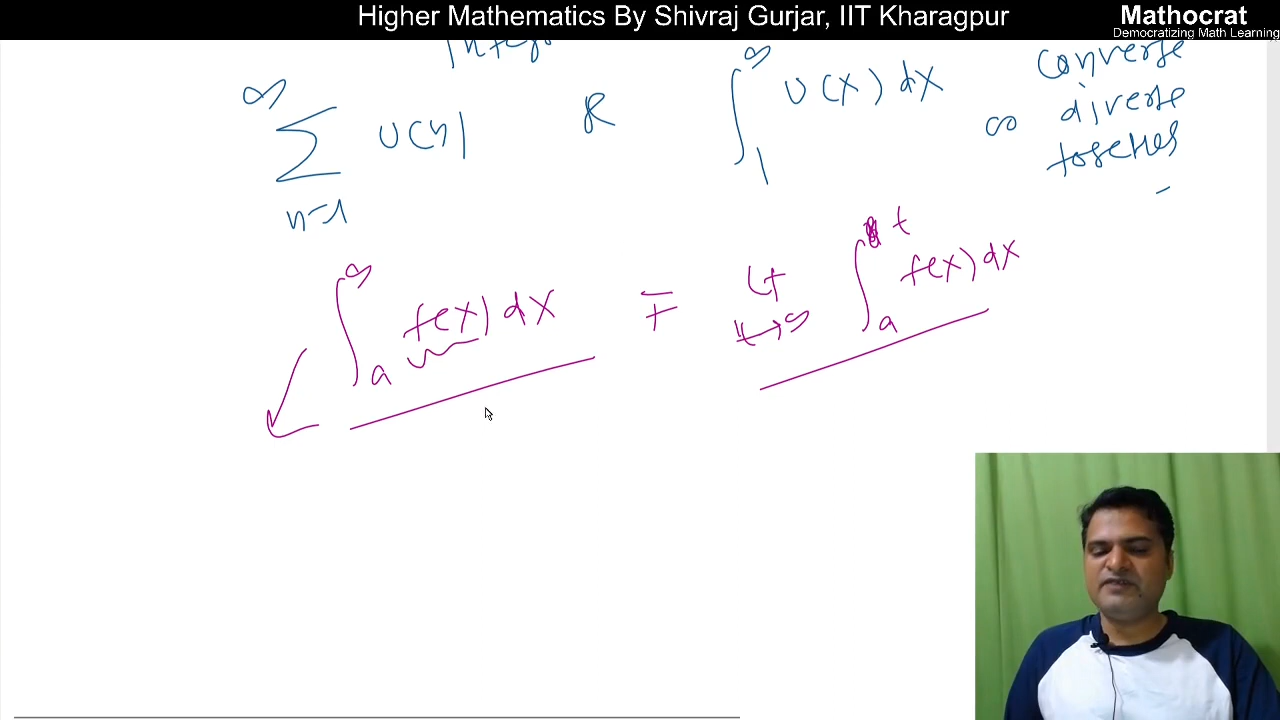 Higher Mathematics By Shivraj Gurjar, IIT Kharagpur
Mathocrat
Democratizing Math Learning
∞ ∑ n=1 u(n) & ∫₁^∞ u(x) dx converse
or diverse
together
∫ₐ^∞ f(x) dx = Lt t→∞ ∫ₐ^t f(x) dx